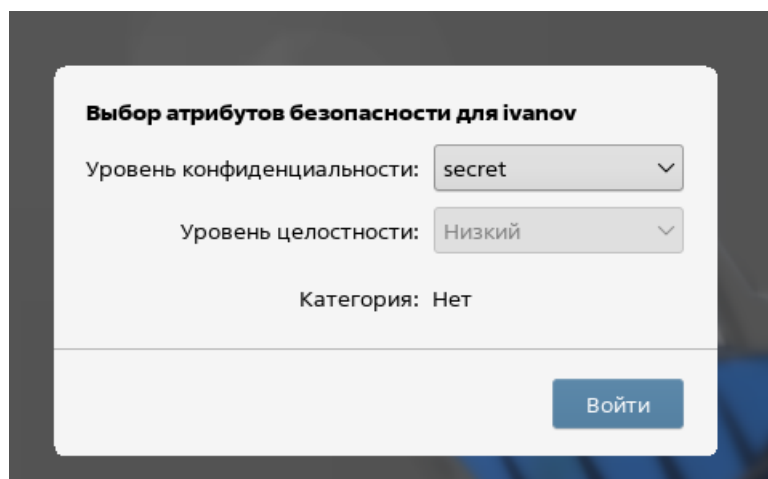 Выбор атрибутов безопасности для ivanov
Уровень конфиденциальности: secret
Уровень целостности: Низкий
Категория: Нет
Войти